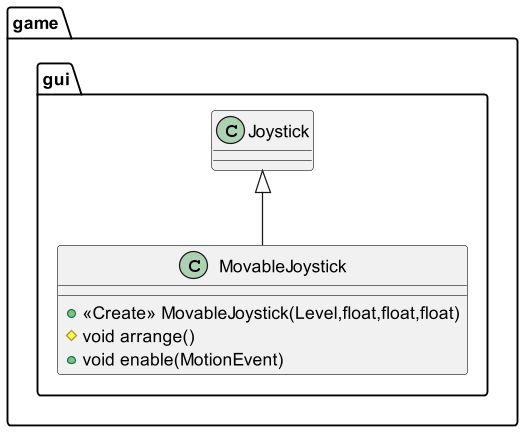 game
gui
C Joystick
C MovableJoystick
«Create» MovableJoystick(Level,float,float,float)
void arrange()
void enable(MotionEvent)